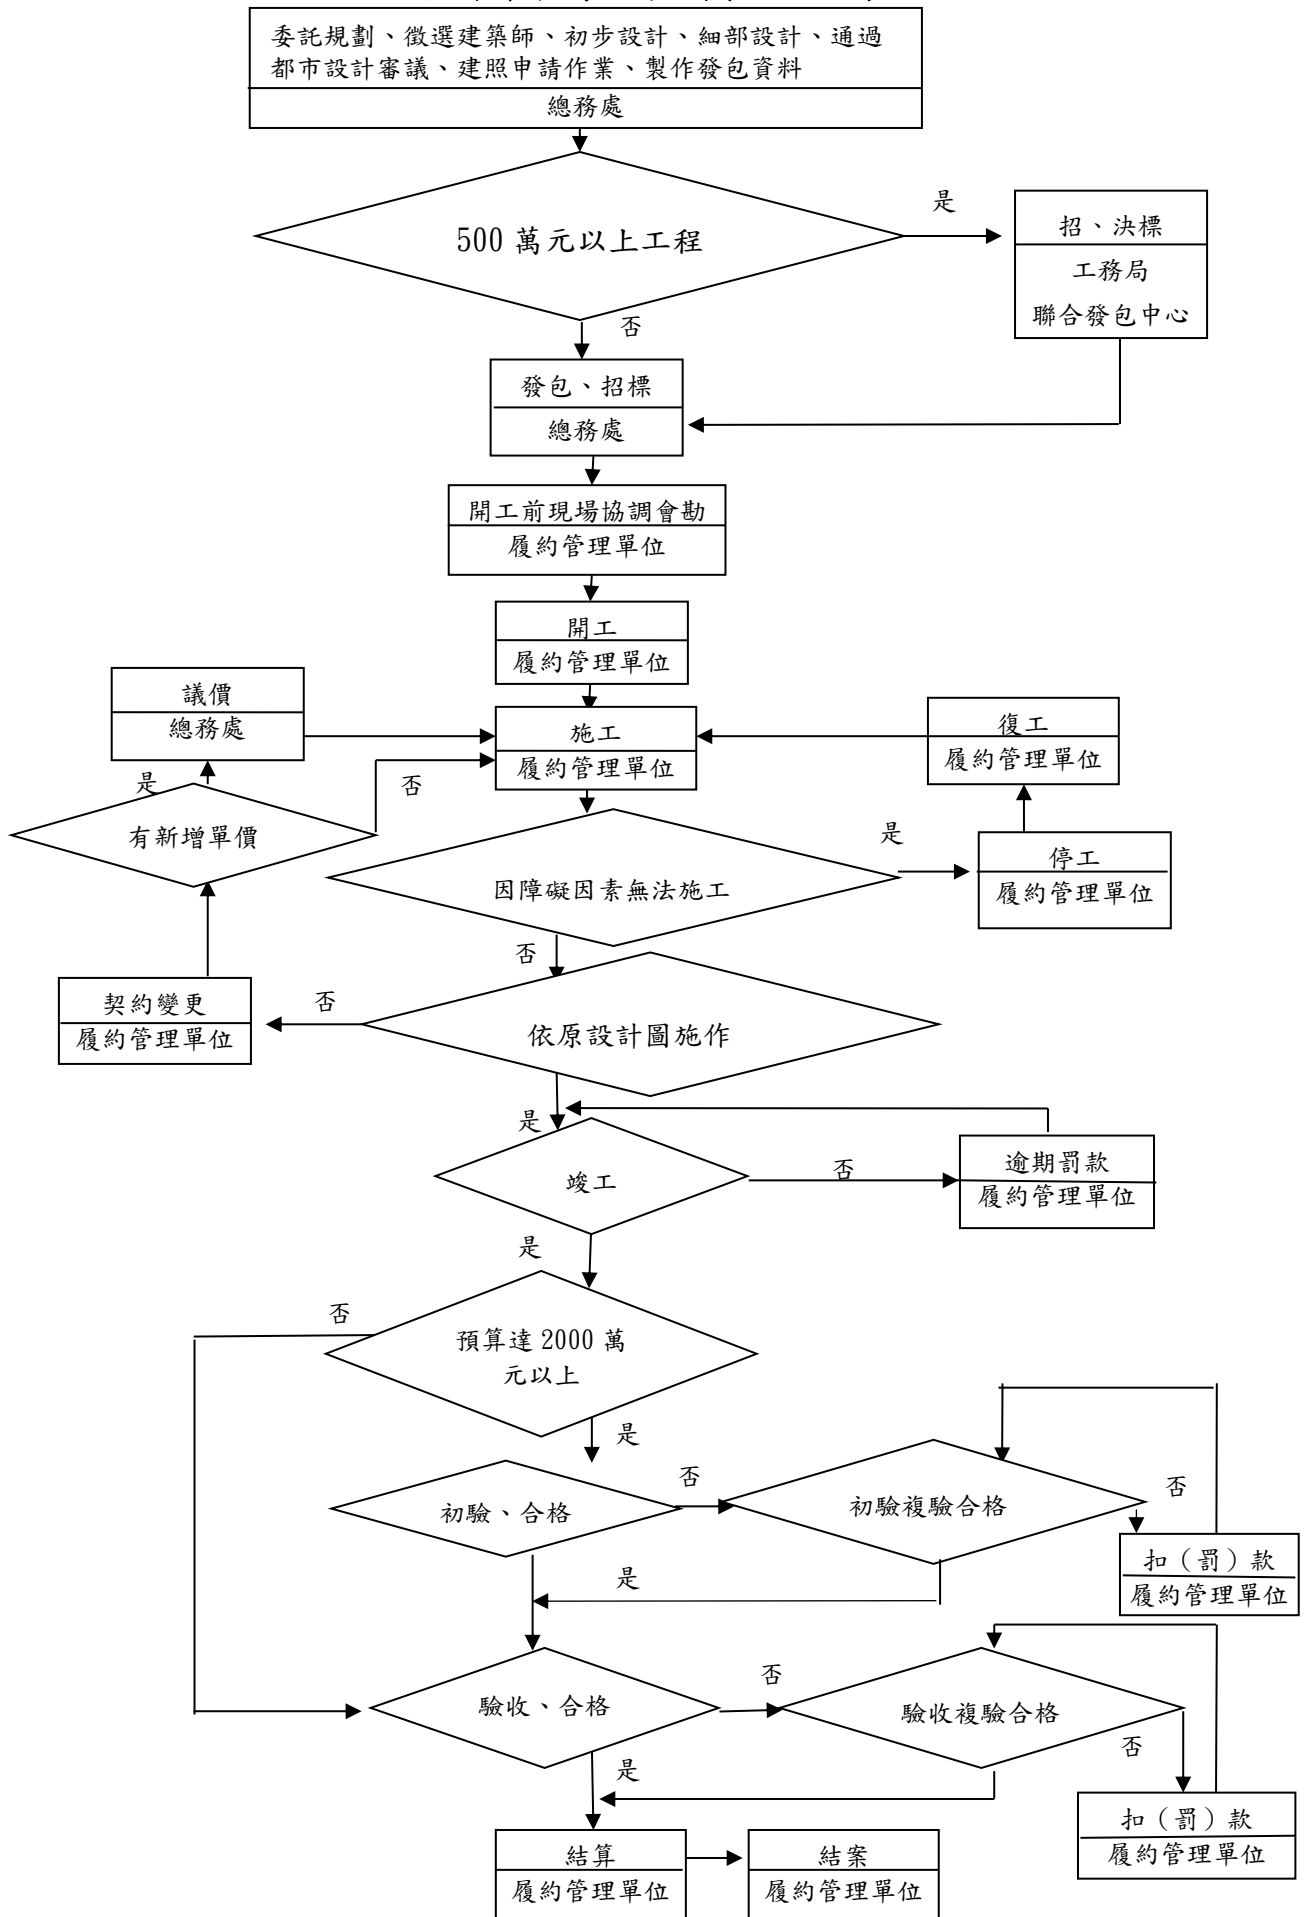 委託規劃、徵選建築師、初步設計、細部設計、通過
都市設計審議、建照申請作業、製作發包資料
總務處
500 萬元以上工程
是
招、決標
工務局
聯合發包中心
否
發包、招標
總務處
開工前現場協調會勘
履約管理單位
開工
履約管理單位
議價
總務處
施工
履約管理單位
復工
履約管理單位
是
否
有新增單價
因障礙因素無法施工
是
停工
履約管理單位
否
契約變更
履約管理單位
否
依原設計圖施作
是
竣工
否
逾期罰款
履約管理單位
是
否
預算達 2000 萬
元以上
是
初驗、合格
否
初驗複驗合格
否
扣（罰）款
履約管理單位
是
驗收、合格
否
驗收複驗合格
否
扣（罰）款
履約管理單位
是
結算
履約管理單位
結案
履約管理單位